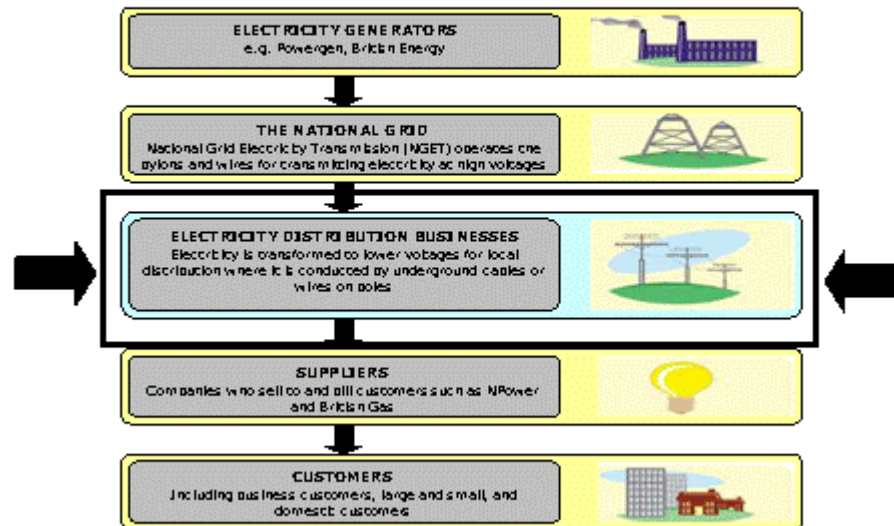 ELECTRICITY GENERATORS
e.g. Powergen, British Energy
THE NATIONAL GRID
National Grid Electricity Transmission (NGET) operates the
pylons and wires for transmitting electricity at high voltages
ELECTRICITY DISTRIBUTION BUSINESSES
Electricity is transformed to lower voltages for local
distribution where it is conducted by underground cables or
wires on poles
SUPPLIERS
Companies who sell to and bill customers such as NPower
and British Gas
CUSTOMERS
Including business customers, large and small, and
domestic customers